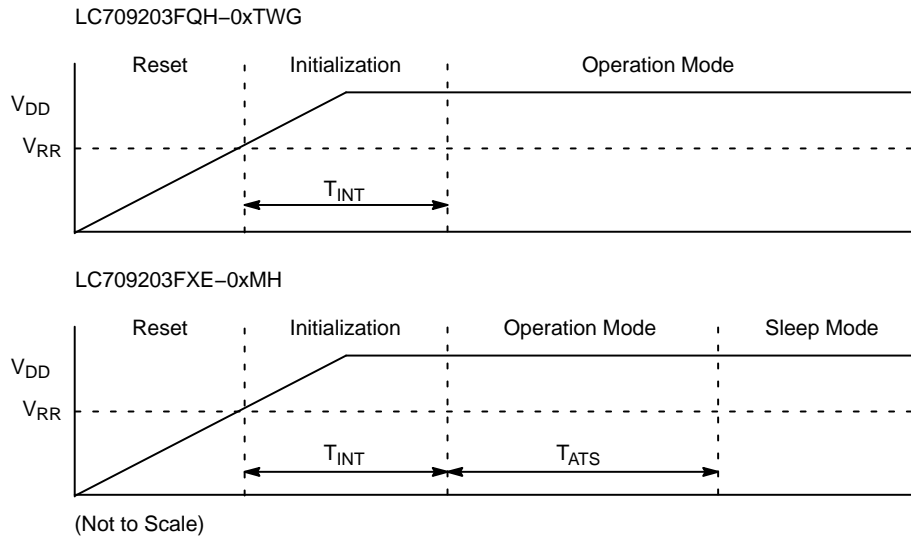 LC709203FQH−0xTWG
Reset Initialization Operation Mode
VDD
VRR
TINT
LC709203FXE−0xMH
Reset Initialization Operation Mode Sleep Mode
VDD
VRR
TINT TATS
(Not to Scale)